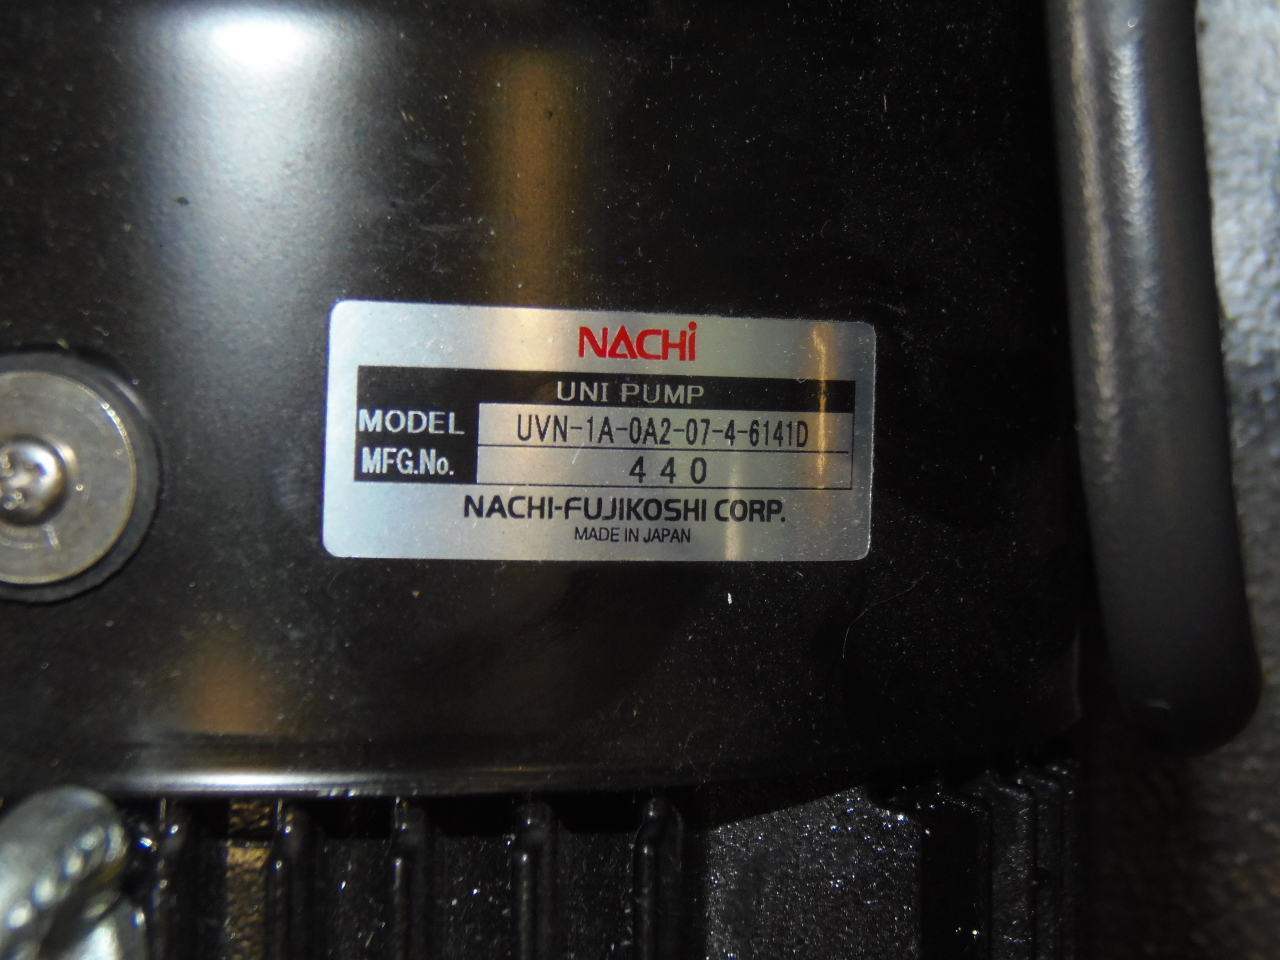 NACHi
UNI PUMP
MODEL UVN-1A-0A2-07-4-6141D
MFG.No. 440
NACHI-FUJIKOSHI CORP.
MADE IN JAPAN